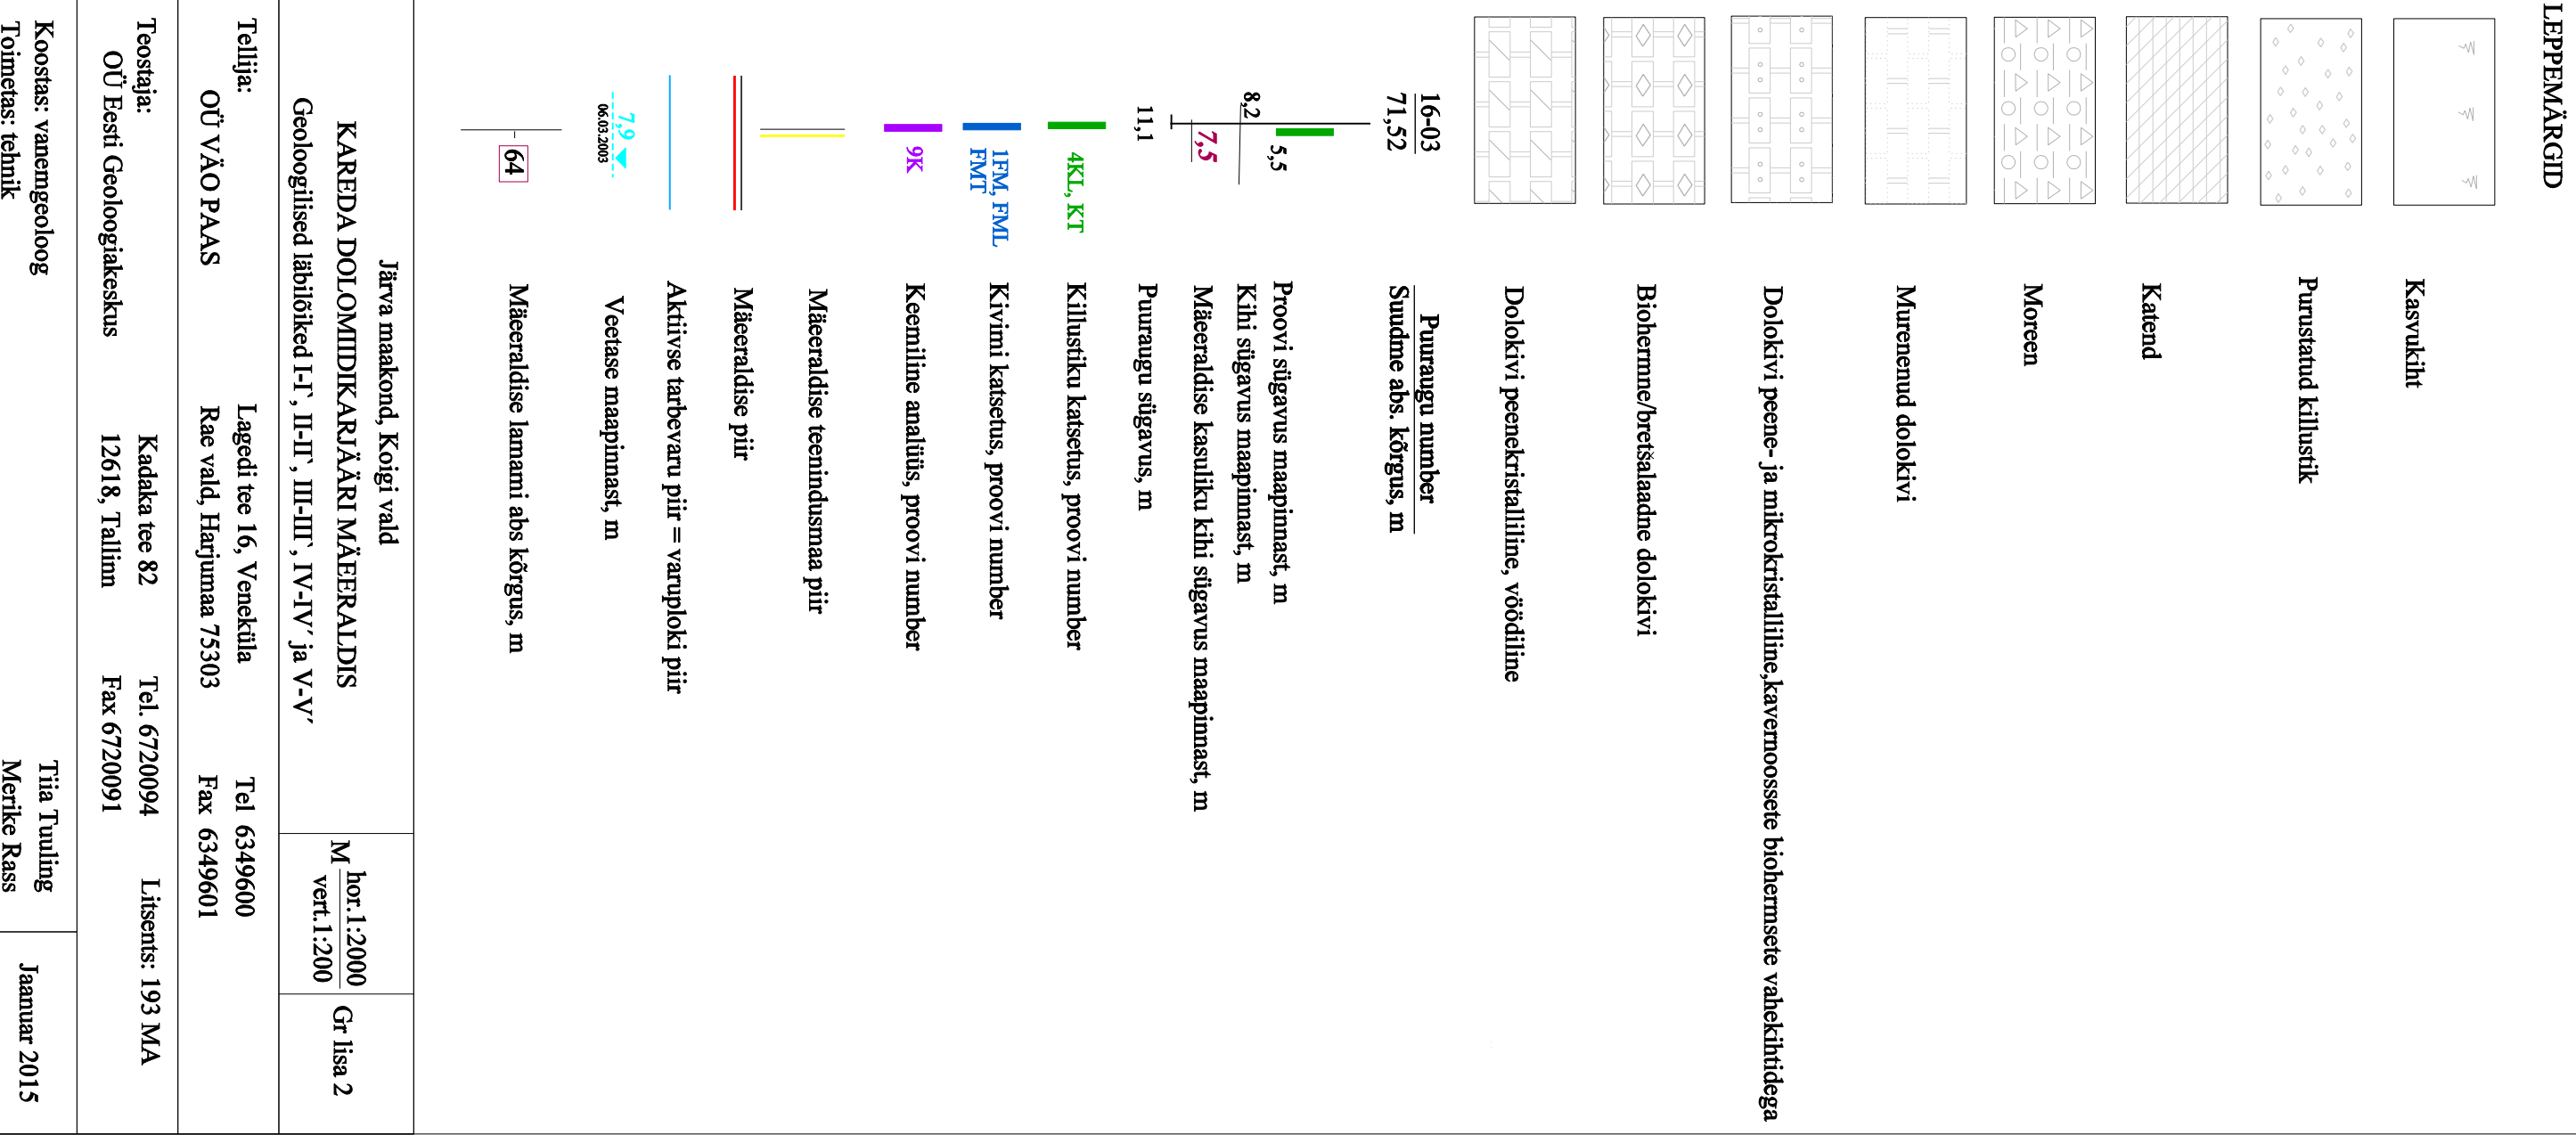 LEPPEMÄRGID
Kasvukiht
Purustatud killustik
Katend
Moreen
Murenenud dolokivi
Dolokivi peene- ja mikrokristalliline,kavernoossete biohermsete vahekihtidega
Biohermne/bretšalaadne dolokivi
Dolokivi peenekristalliline, vöödiline
16-03
71,52
Puuraugu number
Suudme abs. kõrgus, m
5,5
Proovi sügavus maapinnast, m
8,2
Kihi sügavus maapinnast, m
7,5
Mäeeraldise kasuliku kihi sügavus maapinnast, m
11,1
Puuraugu sügavus, m
4KL, KT
Killustiku katsetus, proovi number
1FM, FML
FMT
Kivimi katsetus, proovi number
9K
Keemiline analüüs, proovi number
Mäeeraldise teenindusmaa piir
Mäeeraldise piir
Aktiivse tarbevaru piir = varuploki piir
7,9
06.03.2003
Veetase maapinnast, m
64
Mäeeraldise lamami abs kõrgus, m
Järva maakond, Koigi vald
KAREDA DOLOMIIDIKARJÄÄRI MÄEERALDIS
Geoloogilised läbilõiked I-I`, II-II`, III-III`, IV-IV´ ja V-V´
M hor.1:2000
vert.1:200
Gr lisa 2
Tellija:
OÜ VÄO PAAS
Lagedi tee 16, Veneküla
Rae vald, Harjumaa 75303
Tel 6349600
Fax 6349601
Teostaja:
OÜ Eesti Geoloogiakeskus
Kadaka tee 82
12618, Tallinn
Tel. 6720094
Fax 6720091
Litsents: 193 MA
Koostas: vanemgeoloog
Tiia Tuuling
Toimetas: tehnik
Merike Rass
Jaanuar 2015